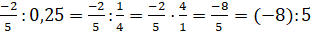 -2/5 : 0,25 = -2/5 : 1/4 = -2/5 · 4/1 = -8/5 = (-8):5